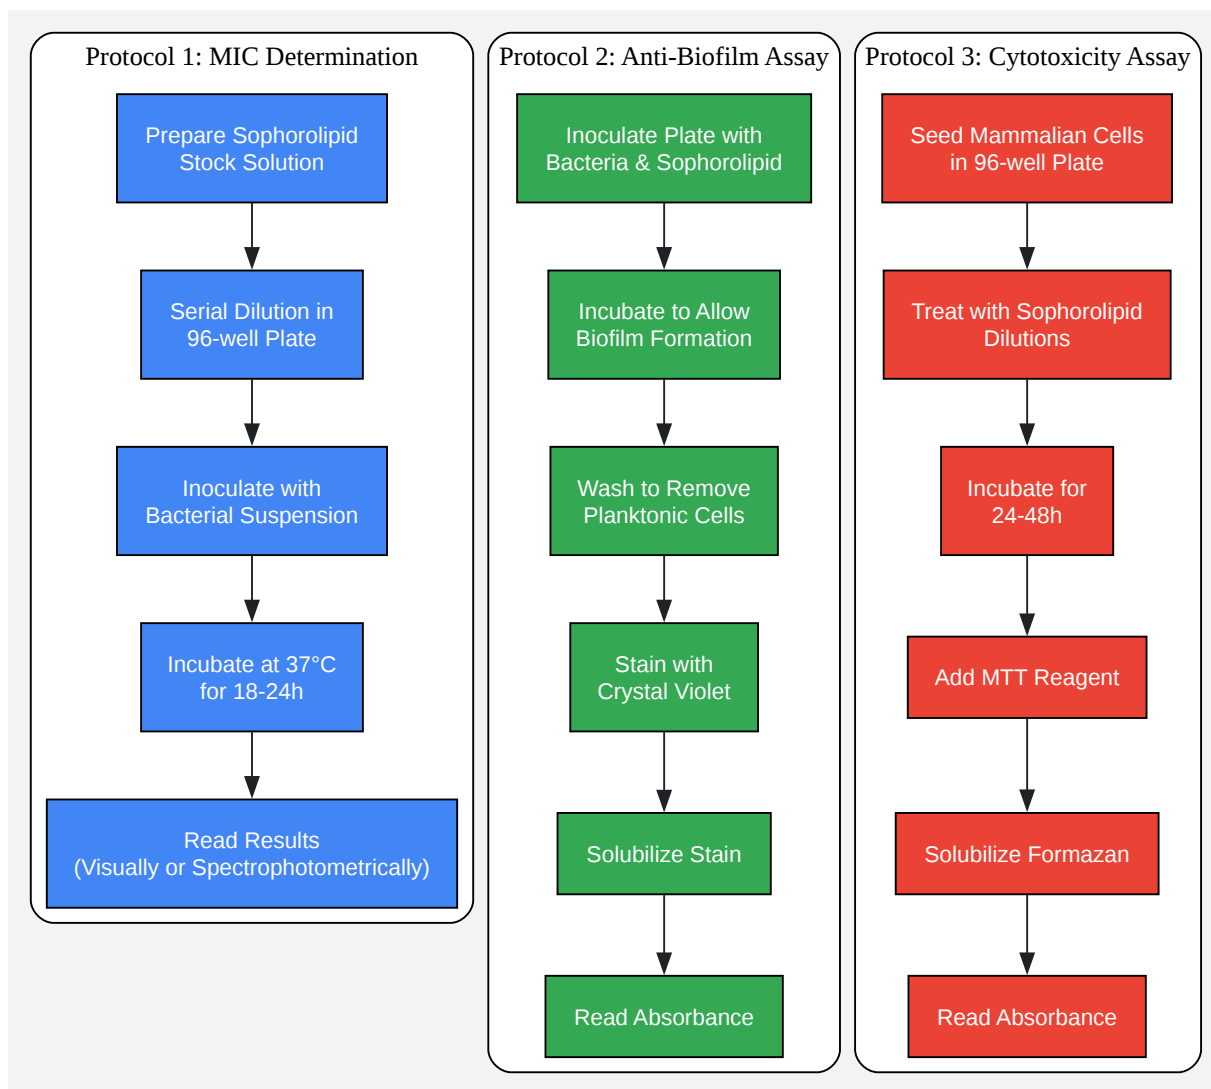 Protocol 1: MIC Determination
Prepare Sophorolipid
Stock Solution
Serial Dilution in
96-well Plate
Inoculate with
Bacterial Suspension
Incubate at 37°C
for 18-24h
Read Results
(Visually or Spectrophotometrically)
Protocol 2: Anti-Biofilm Assay
Inoculate Plate with
Bacteria & Sophorolipid
Incubate to Allow
Biofilm Formation
Wash to Remove
Planktonic Cells
Stain with
Crystal Violet
Solubilize Stain
Read Absorbance
Protocol 3: Cytotoxicity Assay
Seed Mammalian Cells
in 96-well Plate
Treat with Sophorolipid
Dilutions
Incubate for
24-48h
Add MTT Reagent
Solubilize Formazan
Read Absorbance